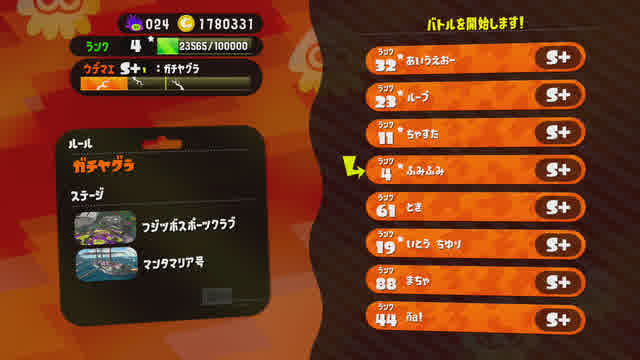 024 1780331
ランク 4★ 23565/100000
ウデマエ S+1 : ガチヤグラ
ルール
ガチヤグラ
ステージ
フジツボスポーツクラブ
マンタマリア号
バトルを開始します!
ランク 32★ あいうえおー S+
ランク 23★ ループ S+
ランク 11★ ちゃすた S+
ランク 4★ ふみふみ S+
ランク 61 とき S+
ランク 19★ いとう ちゆり S+
ランク 88 まちゃ S+
ランク 44 S+